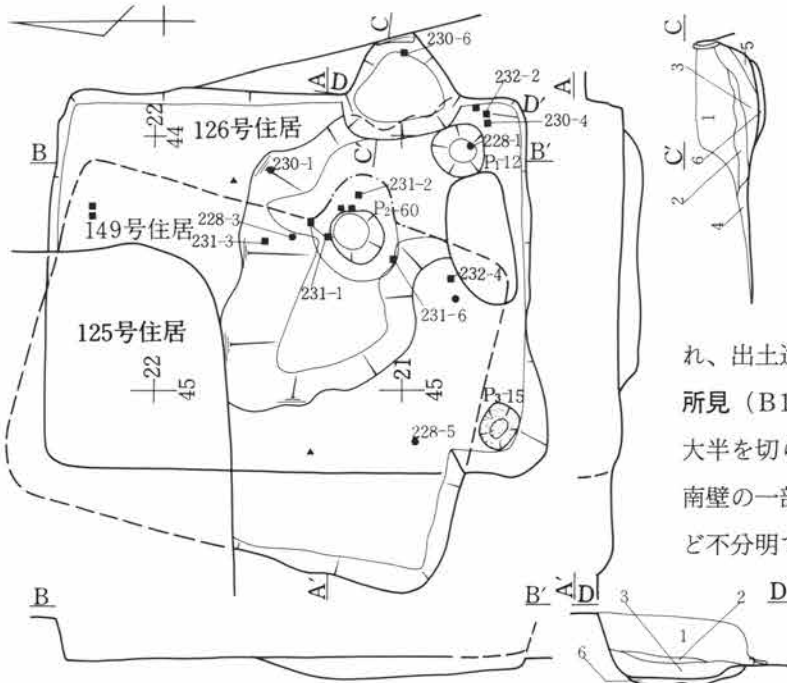 C
230-6
A
D
232-2
D'
A
22
44
126号住居
230-4
B
C'
228-1
B'
230-1
P₁-12
231-2
149号住居
228-3
P₂-60
231-3
231-1
232-4
231-6
125号住居
22
45
21
45
P₃-15
228-5
A'
B
B'
A'
D
D
3
2
1
6
C
5
3
1
C'
6
2
4
れ、出土
所見（B1
大半を切
南壁の一
ど不分明